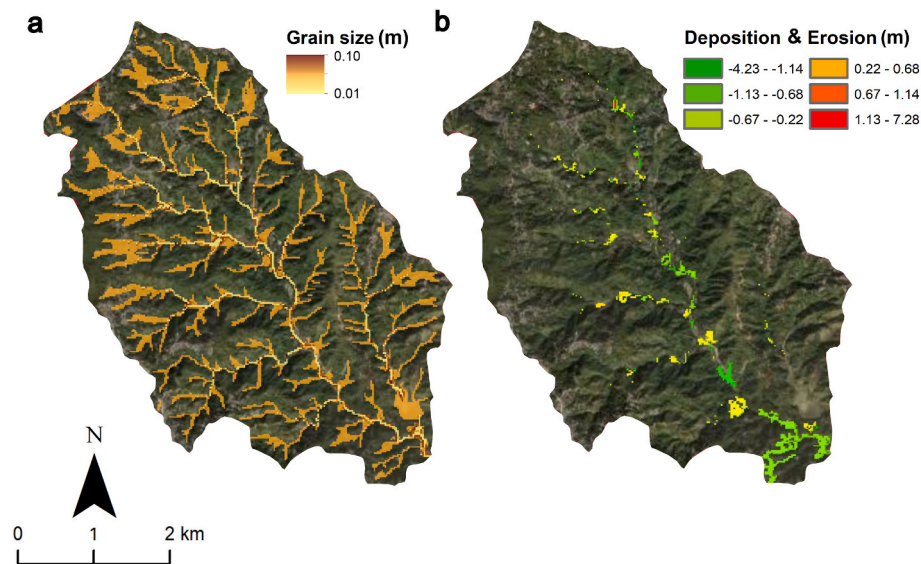 a
Grain size (m)
0.10
0.01
b
Deposition & Erosion (m)
-4.23 - -1.14
0.22 - 0.68
-1.13 - -0.68
0.67 - 1.14
-0.67 - -0.22
1.13 - 7.28
N
0 1 2 km